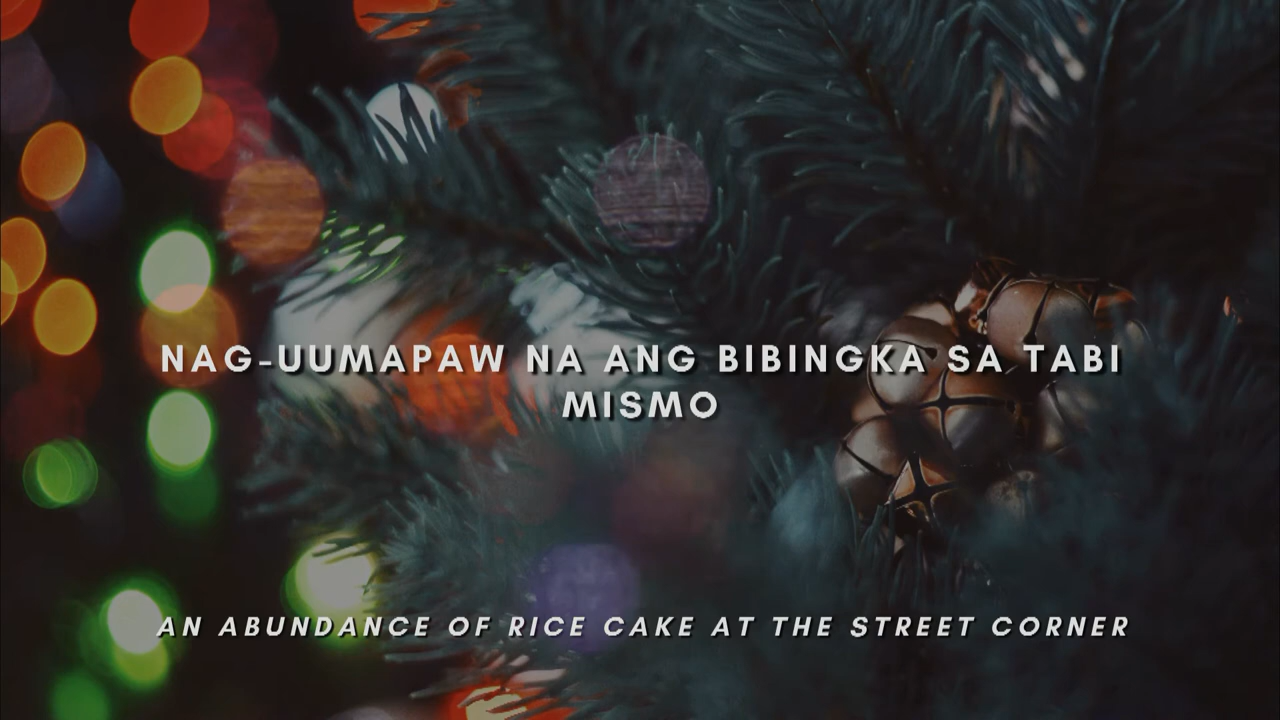 NAG-UUMAPAW NA ANG BIBINGKA SA TABI
MISMO
AN ABUNDANCE OF RICE CAKE AT THE STREET CORNER